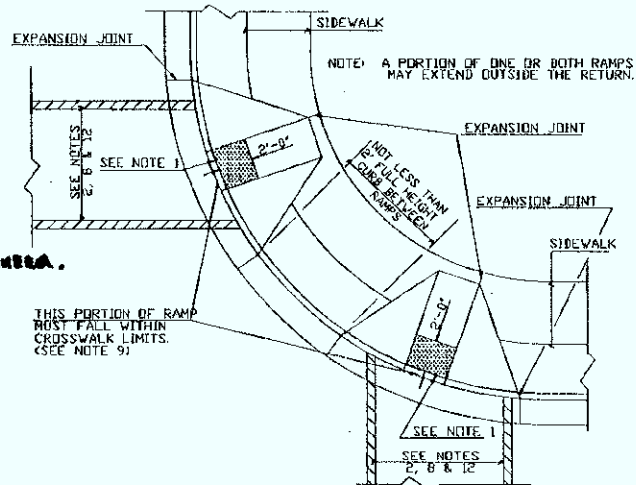 SIDEWALK
EXPANSION JOINT
NOTE: A PORTION OF ONE OR BOTH RAMPS
MAY EXTEND OUTSIDE THE RETURN.
EXPANSION JOINT
SEE NOTE 1
2'-0"
SEE NOTES
2, 8 & 12
NOT LESS THAN
12' FULL HEIGHT
CURB BETWEEN
RAMPS
EXPANSION JOINT
SIDEWALK
THIS PORTION OF RAMP
MOST FALL WITHIN
CROSSWALK LIMITS.
(SEE NOTE 9)
2'-0"
SEE NOTE 1
SEE NOTES
2, 8 & 12